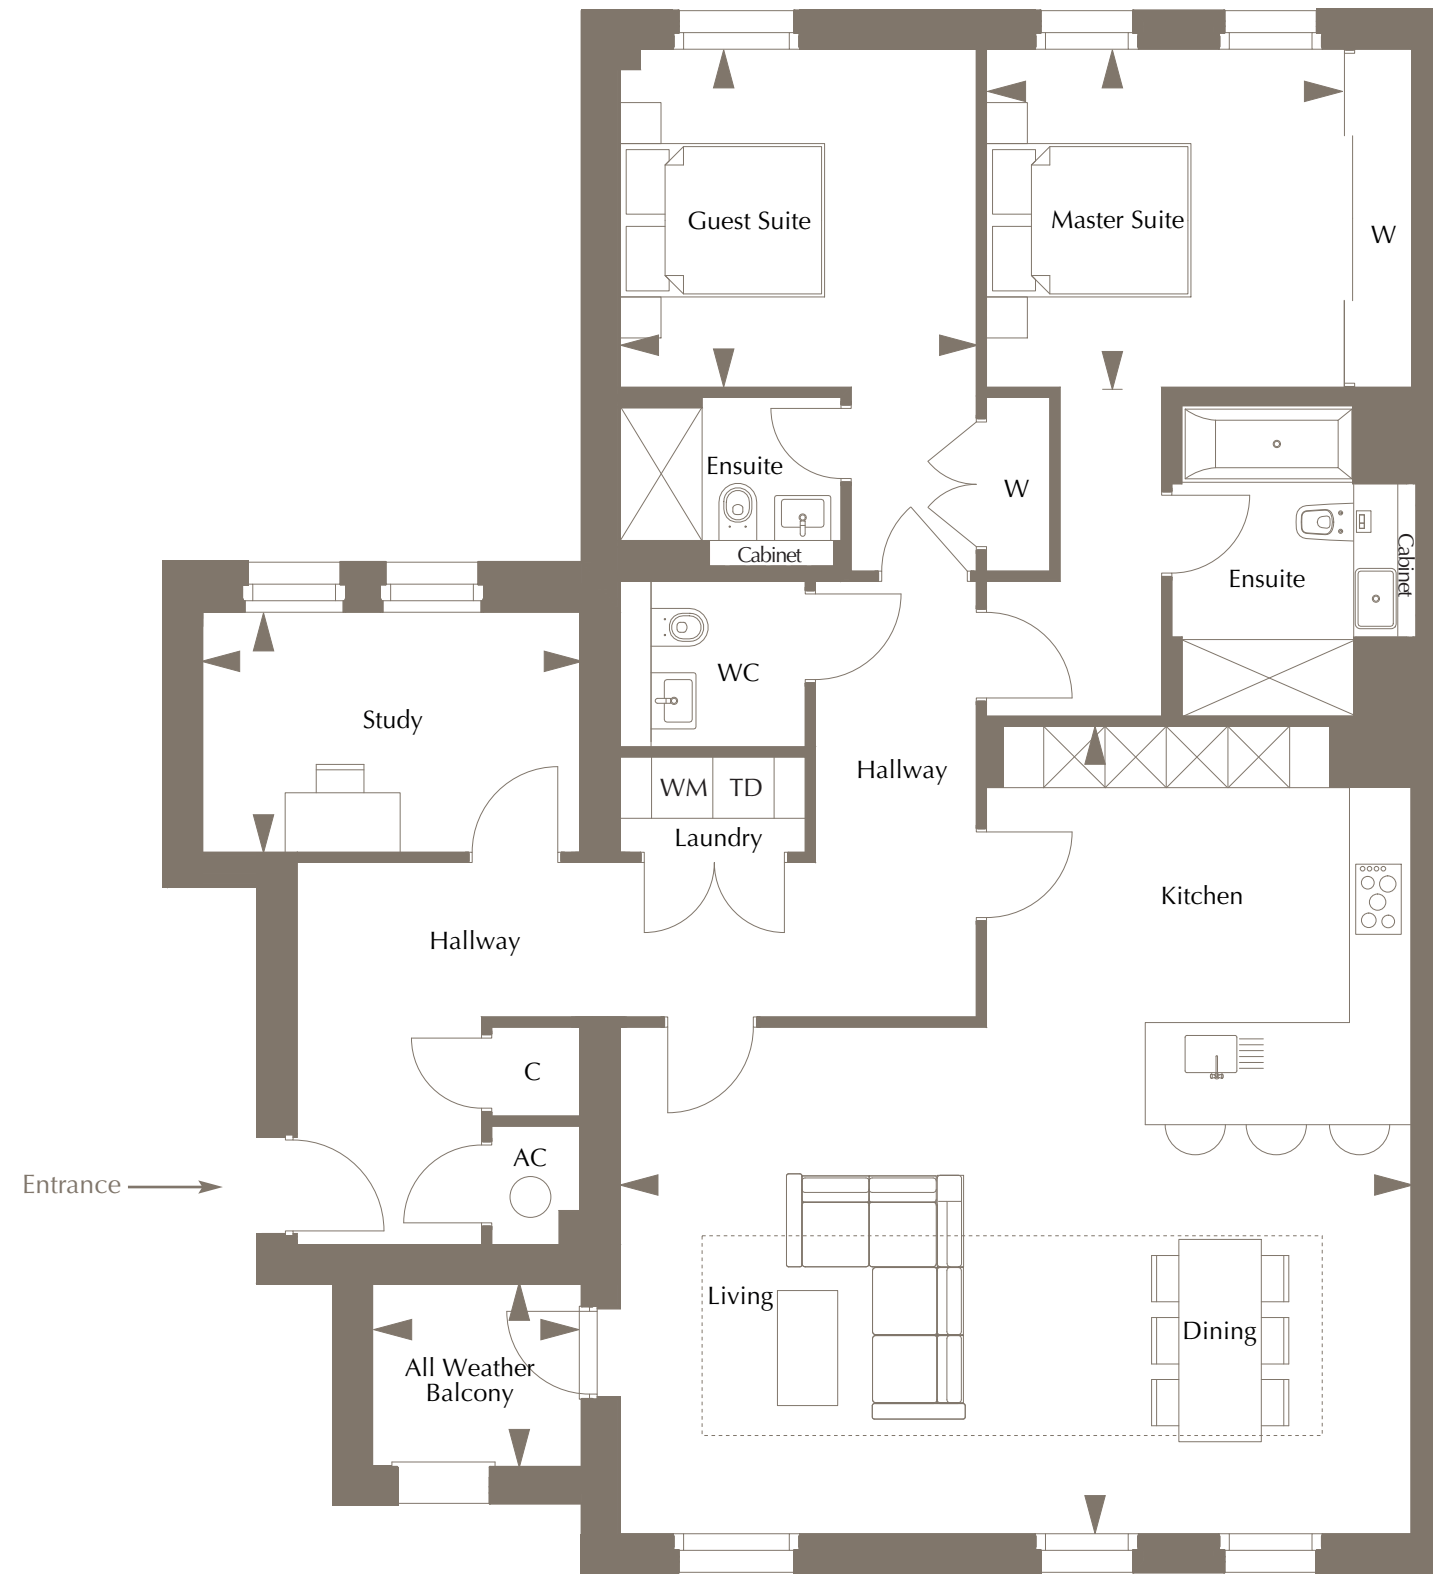 Guest Suite
Master Suite
W
Ensuite
W
Cabinet
Cabinet
Ensuite
WC
Study
Hallway
WM
TD
Laundry
Kitchen
Hallway
C
AC
Entrance
Living
Dining
All Weather
Balcony